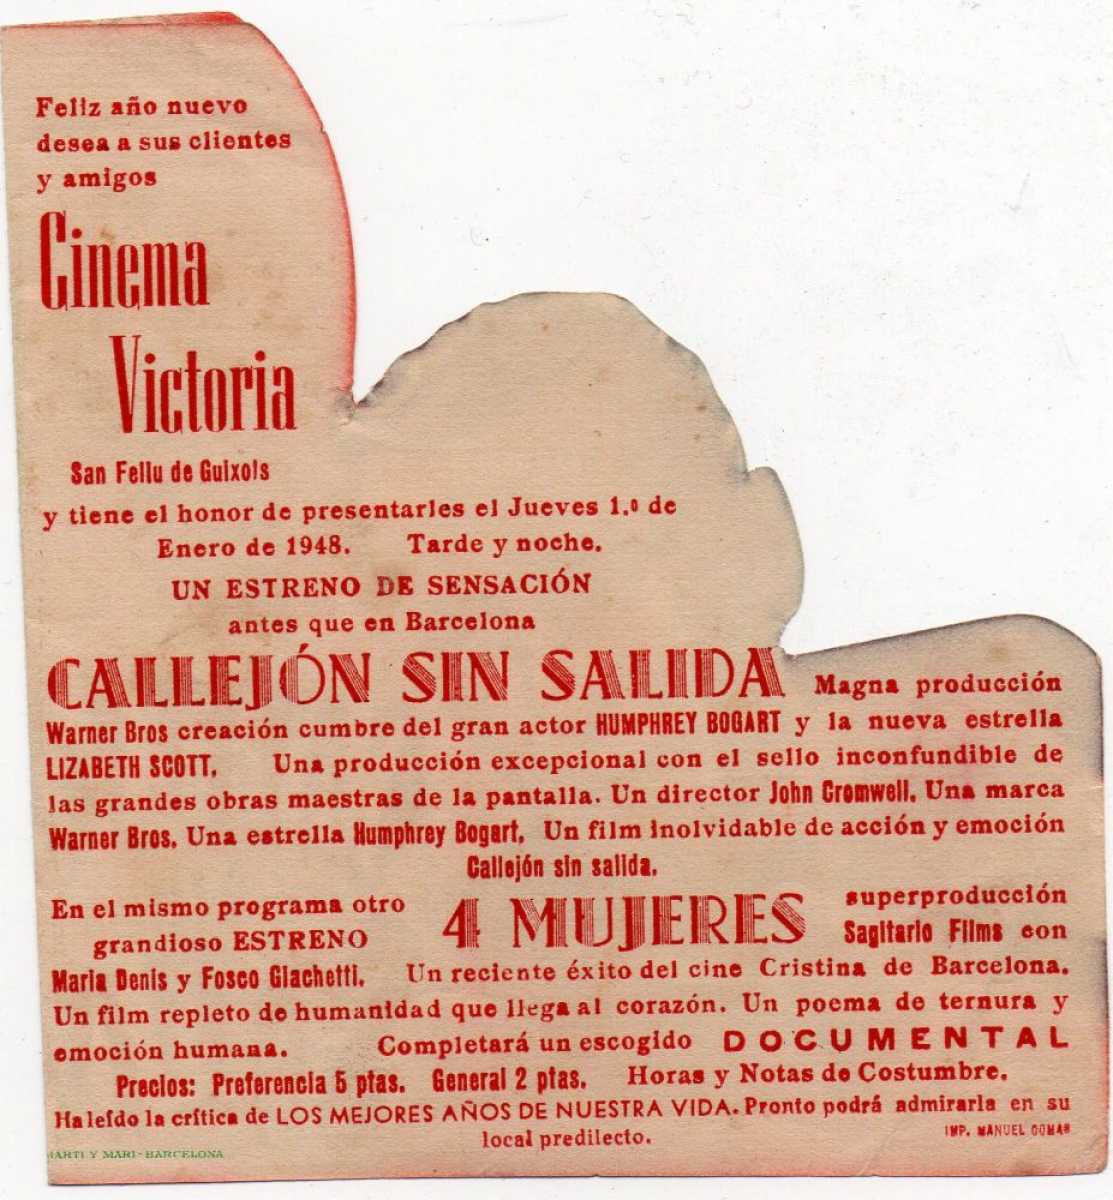 Feliz año nuevo
desea a sus clientes
y amigos
Cinema
Victoria
San Feliu de Guixols
y tiene el honor de presentarles el Jueves 1.º de
Enero de 1948. Tarde y noche.
UN ESTRENO DE SENSACIÓN
antes que en Barcelona
CALLEJÓN SIN SALIDA Magna producción
Warner Bros creación cumbre del gran actor HUMPHREY BOGART y la nueva estrella
LIZABETH SCOTT. Una producción excepcional con el sello inconfundible de
las grandes obras maestras de la pantalla. Un director John Cromwell. Una marca
Warner Bros. Una estrella Humphrey Bogart. Un film inolvidable de acción y emoción
Callejón sin salida.
En el mismo programa otro
grandioso ESTRENO
4 MUJERES
superproducción
Sagitario Films con
Maria Denis y Fosco Giachetti. Un reciente éxito del cine Cristina de Barcelona.
Un film repleto de humanidad que llega al corazón. Un poema de ternura y
emoción humana. Completará un escogido DOCUMENTAL
Precios: Preferencia 5 ptas. General 2 ptas. Horas y Notas de Costumbre.
Ha leído la crítica de LOS MEJORES AÑOS DE NUESTRA VIDA. Pronto podrá admirarla en su
local predilecto.
IMP. MANUEL COMAS
MARTI Y MARI - BARCELONA